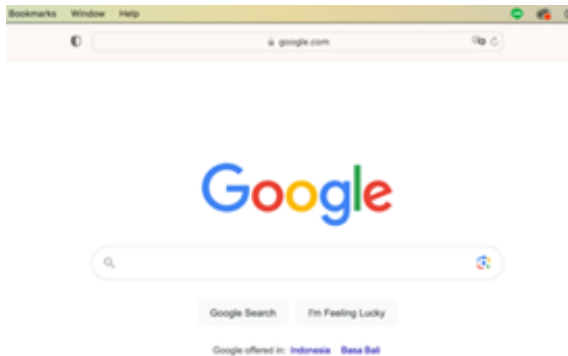 Bookmarks Window Help
google.com
Google
Google Search I'm Feeling Lucky
Google offered in: Indonesia Basa Bali